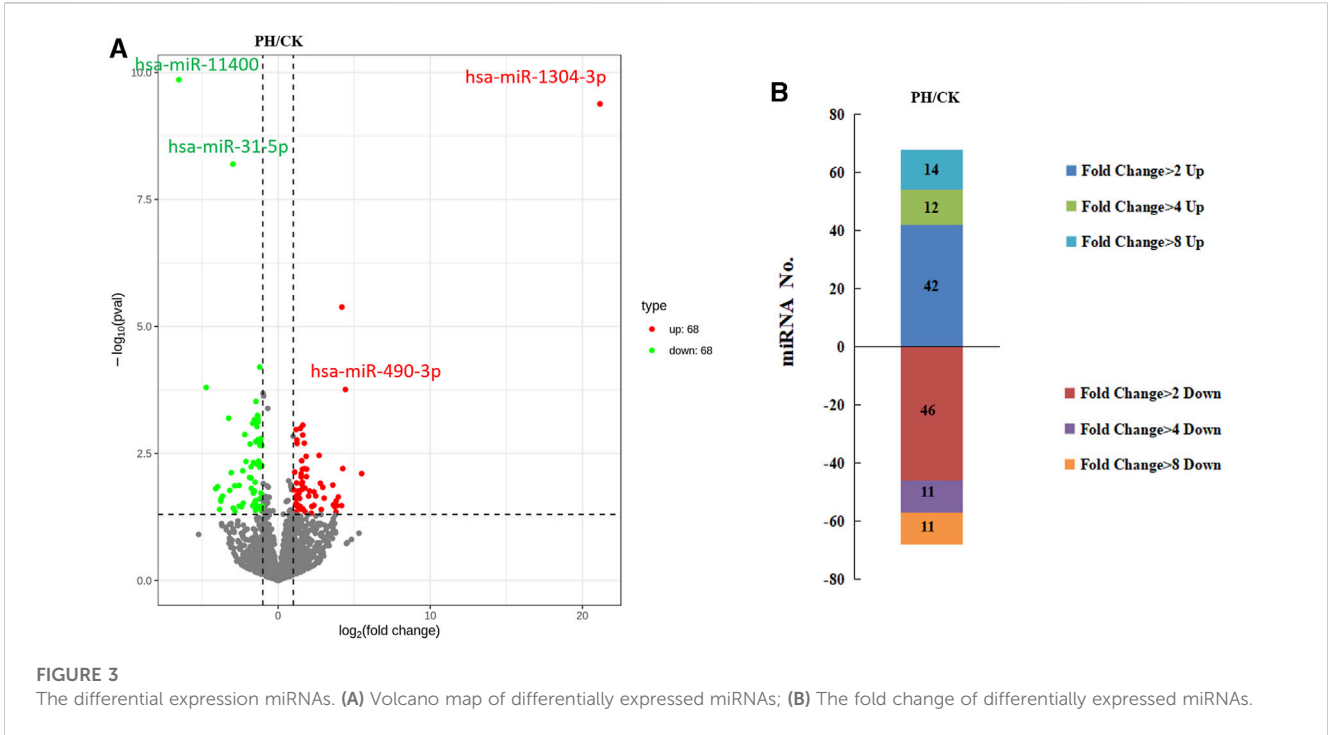 A
PH/CK
hsa-miR-11400
hsa-miR-1304-3p
hsa-miR-31-5p
hsa-miR-490-3p
10.0
7.5
5.0
2.5
0.0
−log10(pval)
0
10
20
log2(fold change)
type
up: 68
down: 68
B
PH/CK
80
60
40
20
0
-20
-40
-60
-80
miRNA No.
14
12
42
46
11
11
Fold Change>2 Up
Fold Change>4 Up
Fold Change>8 Up
Fold Change>2 Down
Fold Change>4 Down
Fold Change>8 Down
FIGURE 3
The differential expression miRNAs. (A) Volcano map of differentially expressed miRNAs; (B) The fold change of differentially expressed miRNAs.